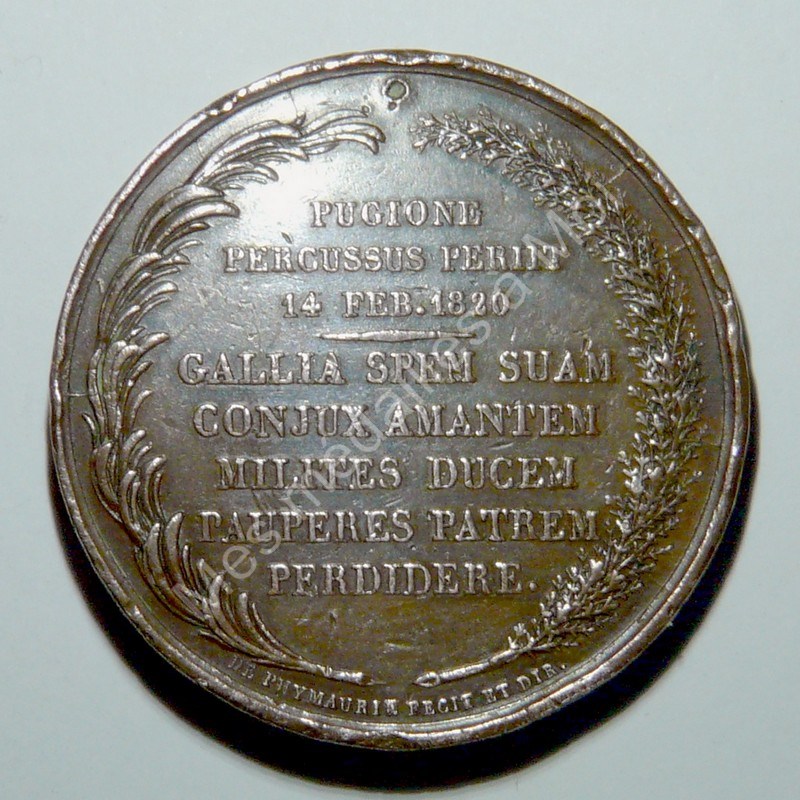 PUGIONE
PERCUSSUS PERIIT
14 FEB. 1820
GALLIA SPEM SUAM
CONJUX AMANTEM
MILITES DUCEM
PAUPERES PATREM
PERDIDERE.
DE PUYMAURIN FECIT ET DIR.